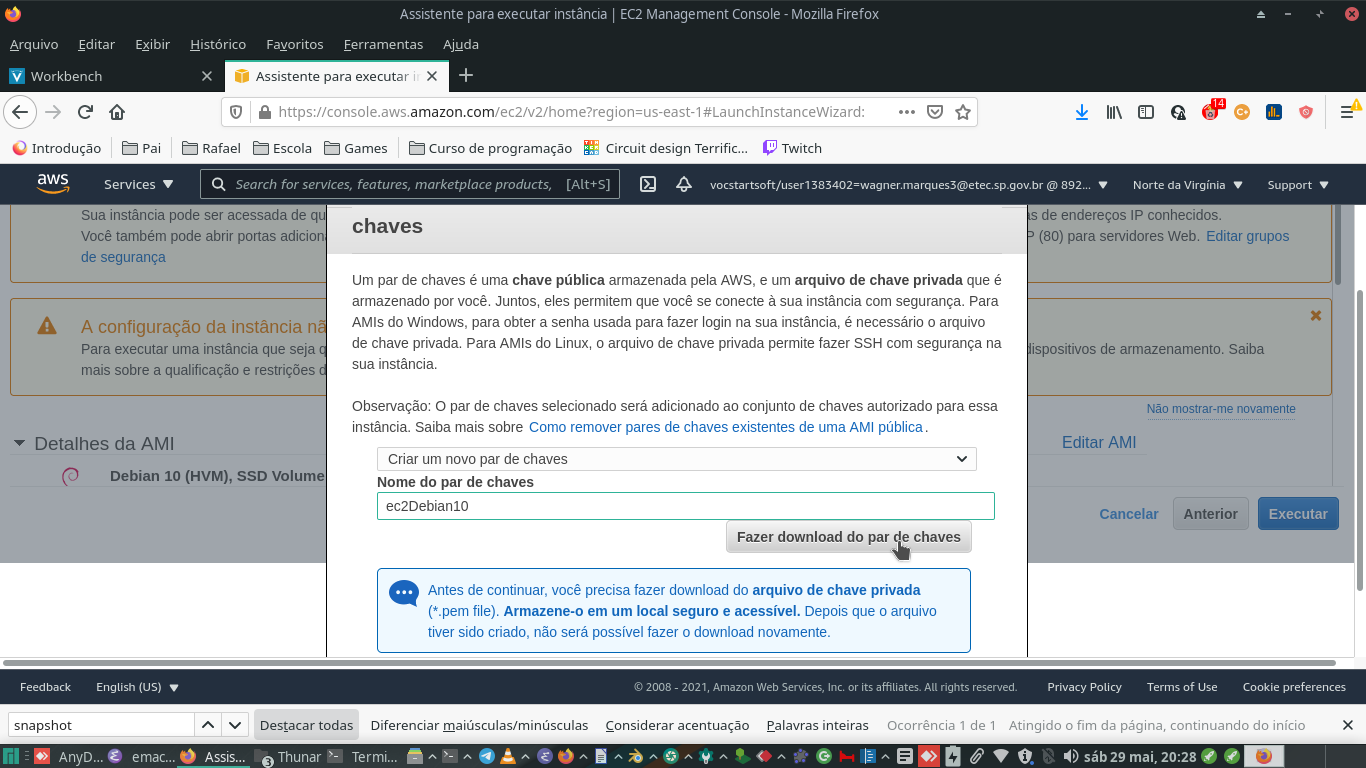 Assistente para executar instância | EC2 Management Console - Mozilla Firefox
Arquivo Editar Exibir Histórico Favoritos Ferramentas Ajuda
Workbench
Assistente para executar i
https://console.aws.amazon.com/ec2/v2/home?region=us-east-1#LaunchInstanceWizard:
14
Introdução Pai Rafael Escola Games Curso de programação Circuit design Terrific... Twitch
aws Services Search for services, features, marketplace products, [Alt+S] vocstartsoft/user1383402=wagner.marques3@etec.sp.gov.br @ 892... Norte da Virgínia Support
Sua instância pode ser acessada de qu
as de endereços IP conhecidos.
Você também pode abrir portas adiciona
P (80) para servidores Web. Editar grupos
de segurança
A configuração da instância nã
Para executar uma instância que seja q
dispositivos de armazenamento. Saiba
mais sobre a qualificação e restrições d
Não mostrar-me novamente
Detalhes da AMI
Editar AMI
Debian 10 (HVM), SSD Volume
Cancelar Anterior Executar
chaves
Um par de chaves é uma chave pública armazenada pela AWS, e um arquivo de chave privada que é
armazenado por você. Juntos, eles permitem que você se conecte à sua instância com segurança. Para
AMIs do Windows, para obter a senha usada para fazer login na sua instância, é necessário o arquivo
de chave privada. Para AMIs do Linux, o arquivo de chave privada permite fazer SSH com segurança na
sua instância.
Observação: O par de chaves selecionado será adicionado ao conjunto de chaves autorizado para essa
instância. Saiba mais sobre Como remover pares de chaves existentes de uma AMI pública.
Criar um novo par de chaves
Nome do par de chaves
ec2Debian10
Fazer download do par de chaves
Antes de continuar, você precisa fazer download do arquivo de chave privada
(*.pem file). Armazene-o em um local seguro e acessível. Depois que o arquivo
tiver sido criado, não será possível fazer o download novamente.
Feedback English (US) © 2008 - 2021, Amazon Web Services, Inc. or its affiliates. All rights reserved. Privacy Policy Terms of Use Cookie preferences
snapshot Destacar todas Diferenciar maiúsculas/minúsculas Considerar acentuação Palavras inteiras Ocorrência 1 de 1 Atingido o fim da página, continuando do início
AnyD... emac... Assis... 3 Thunar Termi... sáb 29 mai, 20:28